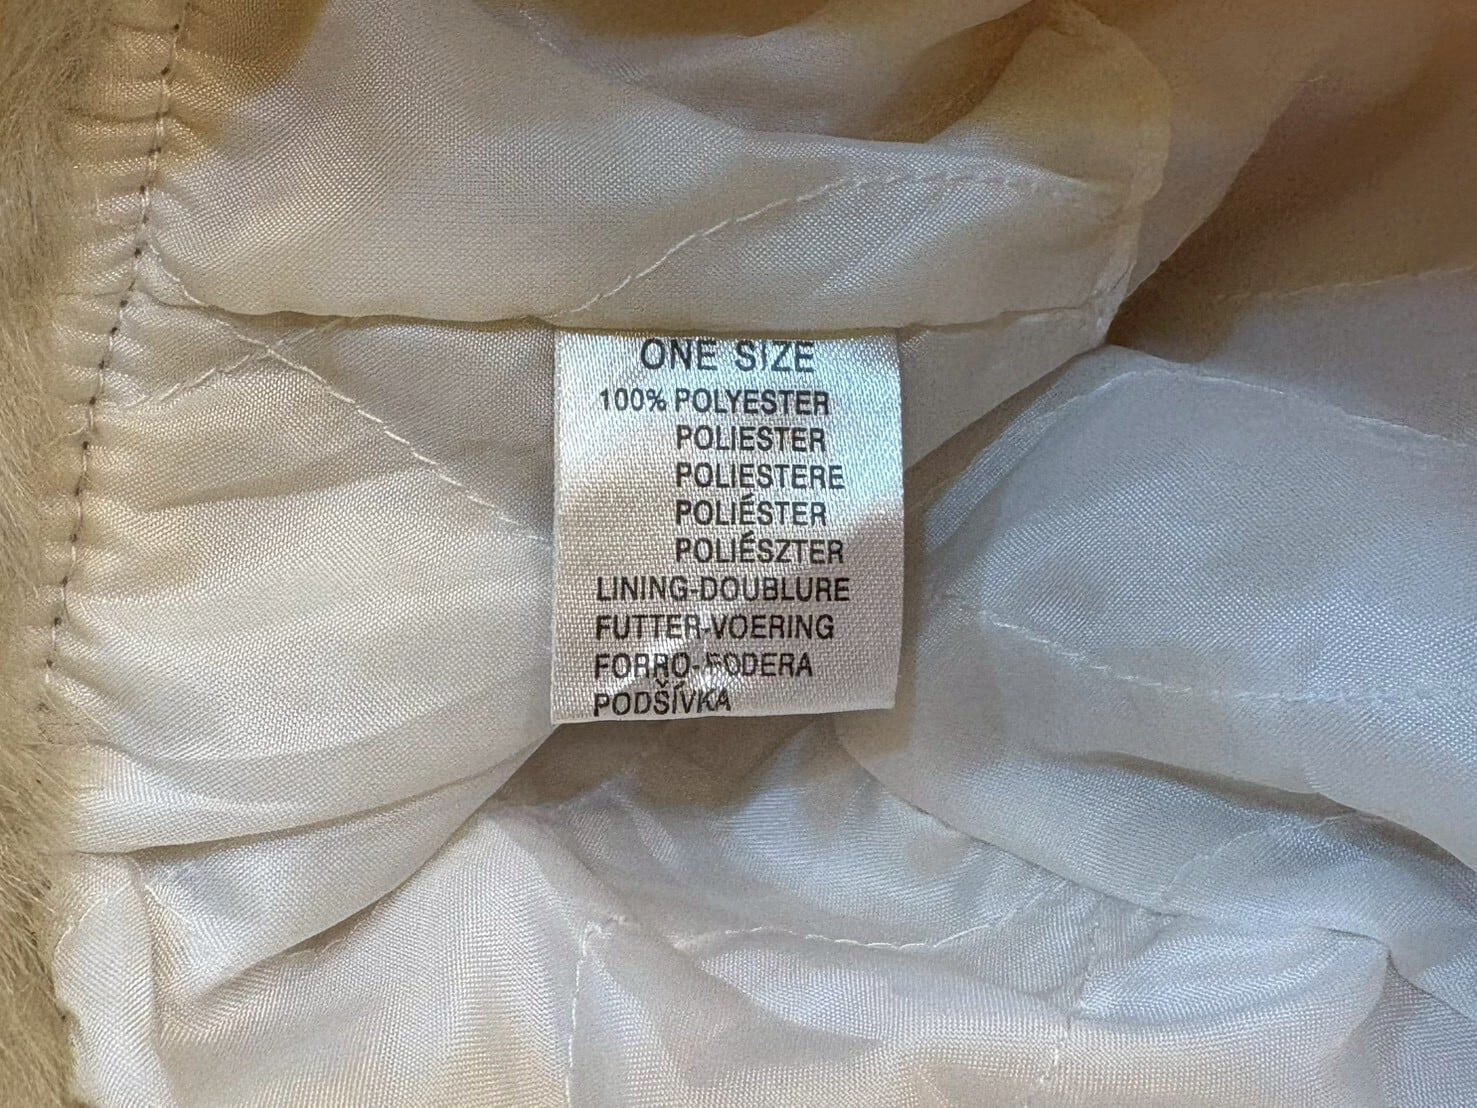 ONE SIZE
100% POLYESTER
POLIESTER
POLIESTERE
POLIÉSTER
POLIÉSZTER
LINING-DOUBLURE
FUTTER-VOERING
FORRO-FODERA
PODŠÍVKA